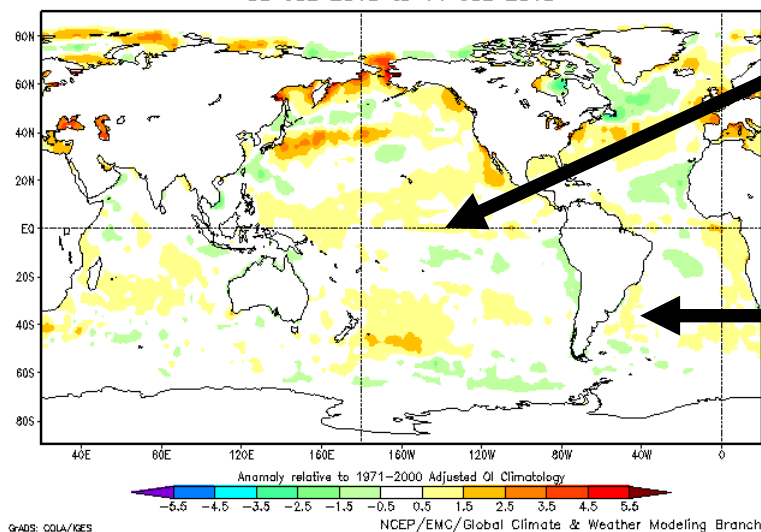 80N
60N
40N
20N
EQ
20S
40S
60S
80S
40E 80E 120E 160E 160W 120W 80W 40W 0
Anamaly relative to 1971-2000 Adjusted OI Climatology
-5.5 -4.5 -3.5 -2.5 -1.5 -0.5 0.5 1.5 2.5 3.5 4.5 5.5
GrADS: COLA/IGES
NCEP/EMC/Global Climate & Weather Modeling Branch